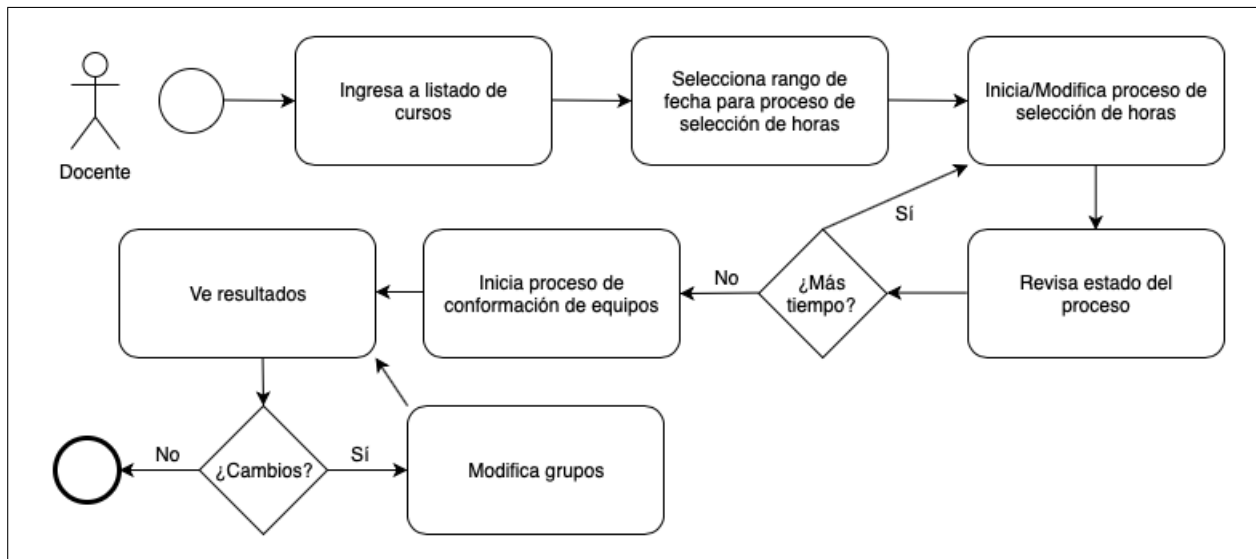 Docente
Ingresa a listado de
cursos
Selecciona rango de
fecha para proceso de
selección de horas
Inicia/Modifica proceso de
selección de horas
Sí
Revisa estado del
proceso
¿Más
tiempo?
No
Inicia proceso de
conformación de equipos
Ve resultados
¿Cambios?
No
Sí
Modifica grupos